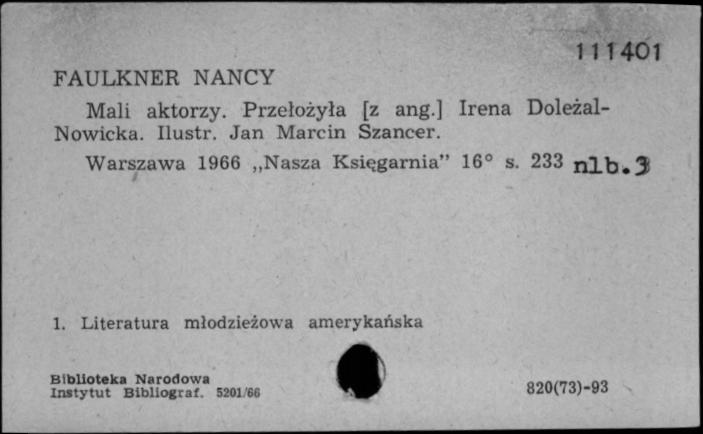 111401
FAULKNER NANCY
Mali aktorzy. Przełożyła [z ang.] Irena Doleżal-
Nowicka. Ilustr. Jan Marcin Szancer.
Warszawa 1966 „Nasza Księgarnia” 16° s. 233 nlb.3
1. Literatura młodzieżowa amerykańska
Biblioteka Narodowa
Instytut Bibliograf. 5201/66
820(73)-93